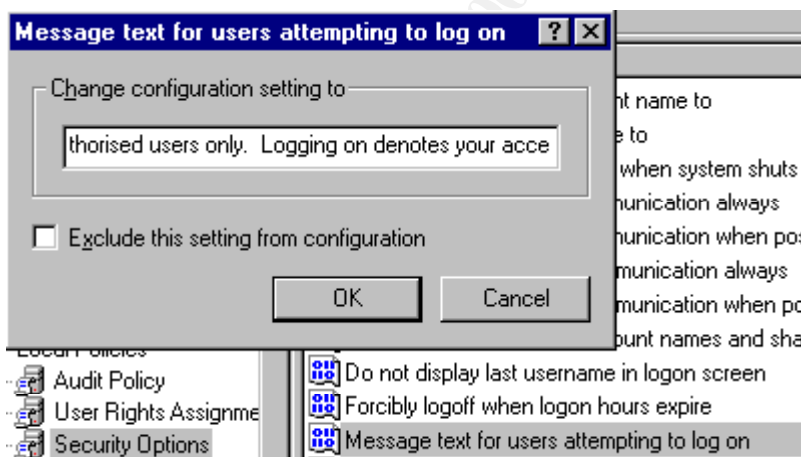 Message text for users attempting to log on
Change configuration setting to
thorised users only.  Logging on denotes your acce
Exclude this setting from configuration
OK
Cancel
nt name to
e to
when system shuts
nunication always
nunication when pos
munication always
munication when po
ount names and sha
Local Policies
Audit Policy
User Rights Assignme
Security Options
Do not display last username in logon screen
Forcibly logoff when logon hours expire
Message text for users attempting to log on